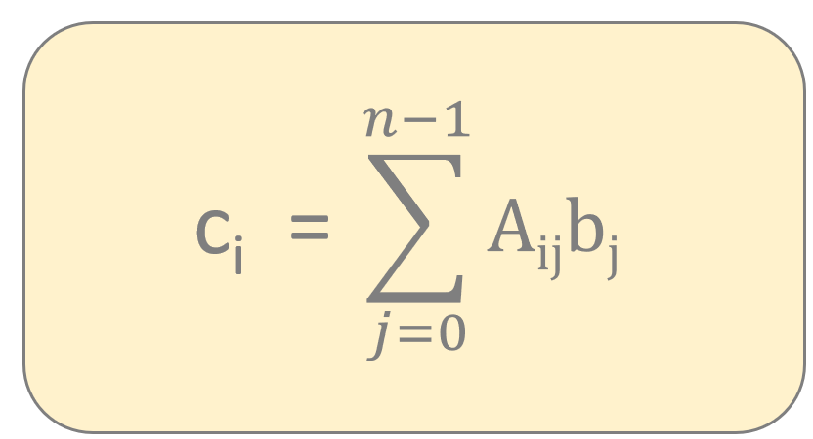 n−1
cᵢ = ∑ Aᵢⱼbⱼ
j=0